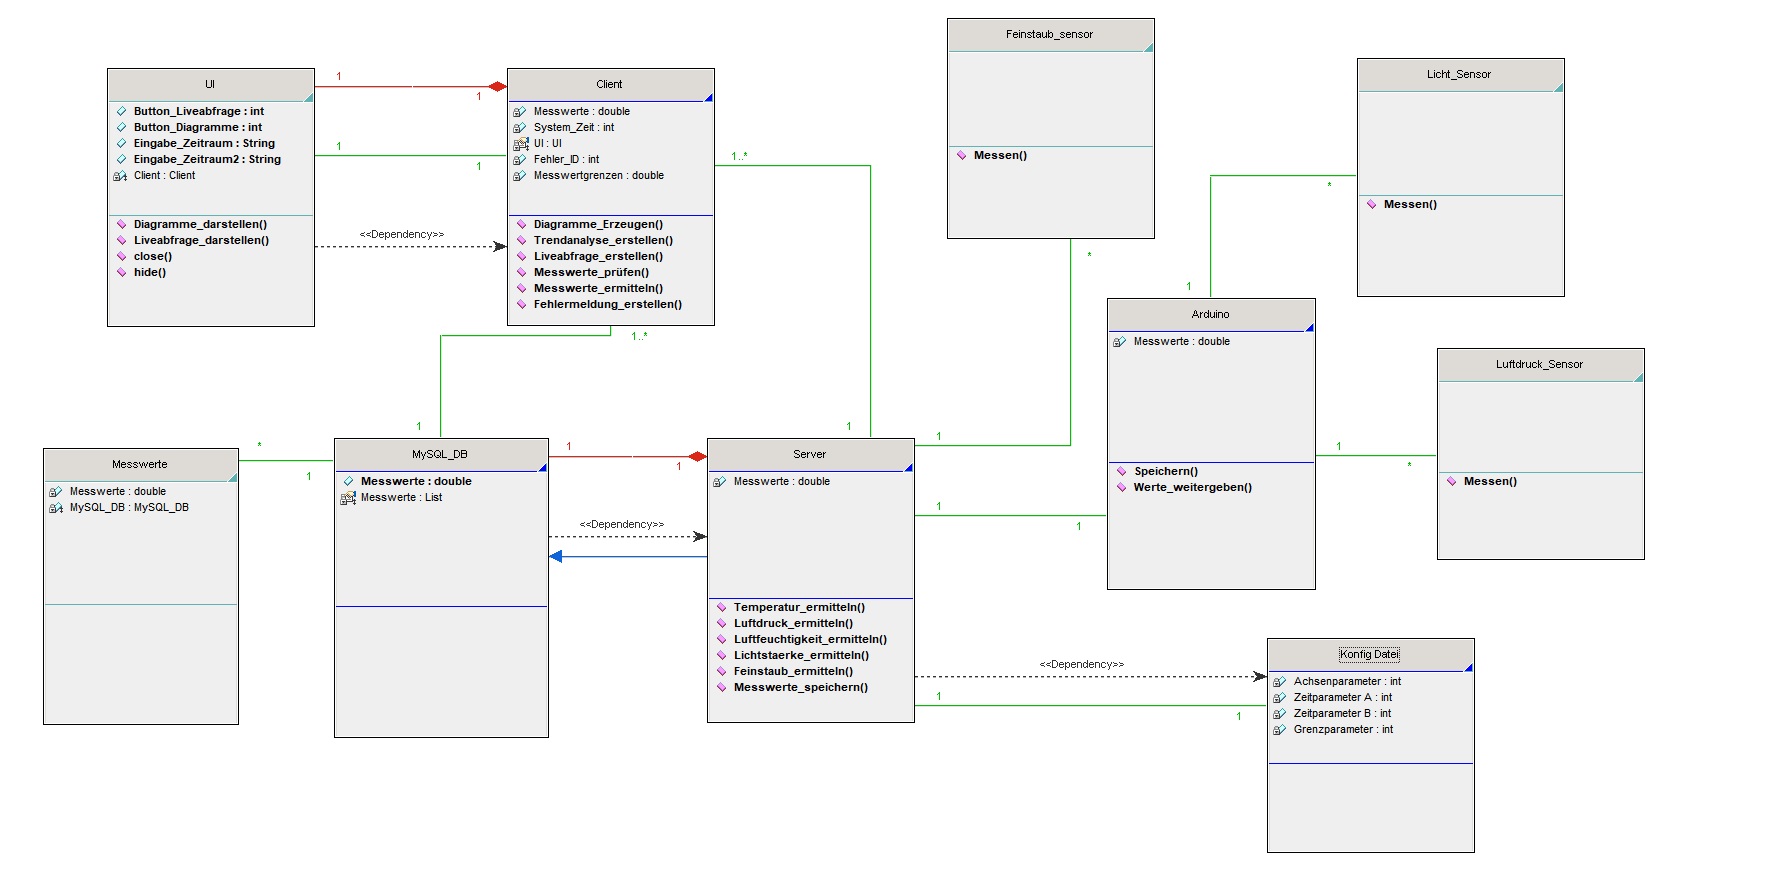 Feinstaub_sensor
Messen()
Licht_Sensor
Messen()
*
1
UI
Button_Liveabfrage : int
Button_Diagramme : int
Eingabe_Zeitraum : String
Eingabe_Zeitraum2 : String
Client : Client
Diagramme_darstellen()
Liveabfrage_darstellen()
close()
hide()
1
1
1
1
<<Dependency>>
Client
Messwerte : double
System_Zeit : int
UI : UI
Fehler_ID : int
Messwertgrenzen : double
Diagramme_Erzeugen()
Trendanalyse_erstellen()
Liveabfrage_erstellen()
Messwerte_prüfen()
Messwerte_ermitteln()
Fehlermeldung_erstellen()
1..*
1
1..*
1
*
1
Arduino
Messwerte : double
Speichern()
Werte_weitergeben()
1
*
Luftdruck_Sensor
Messen()
Messwerte
Messwerte : double
MySQL_DB : MySQL_DB
*
1
MySQL_DB
Messwerte : double
Messwerte : List
1
1
<<Dependency>>
Server
Messwerte : double
Temperatur_ermitteln()
Luftdruck_ermitteln()
Luftfeuchtigkeit_ermitteln()
Lichtstaerke_ermitteln()
Feinstaub_ermitteln()
Messwerte_speichern()
1
1
<<Dependency>>
1
1
Konfig Datei
Achsenparameter : int
Zeitparameter A : int
Zeitparameter B : int
Grenzparameter : int